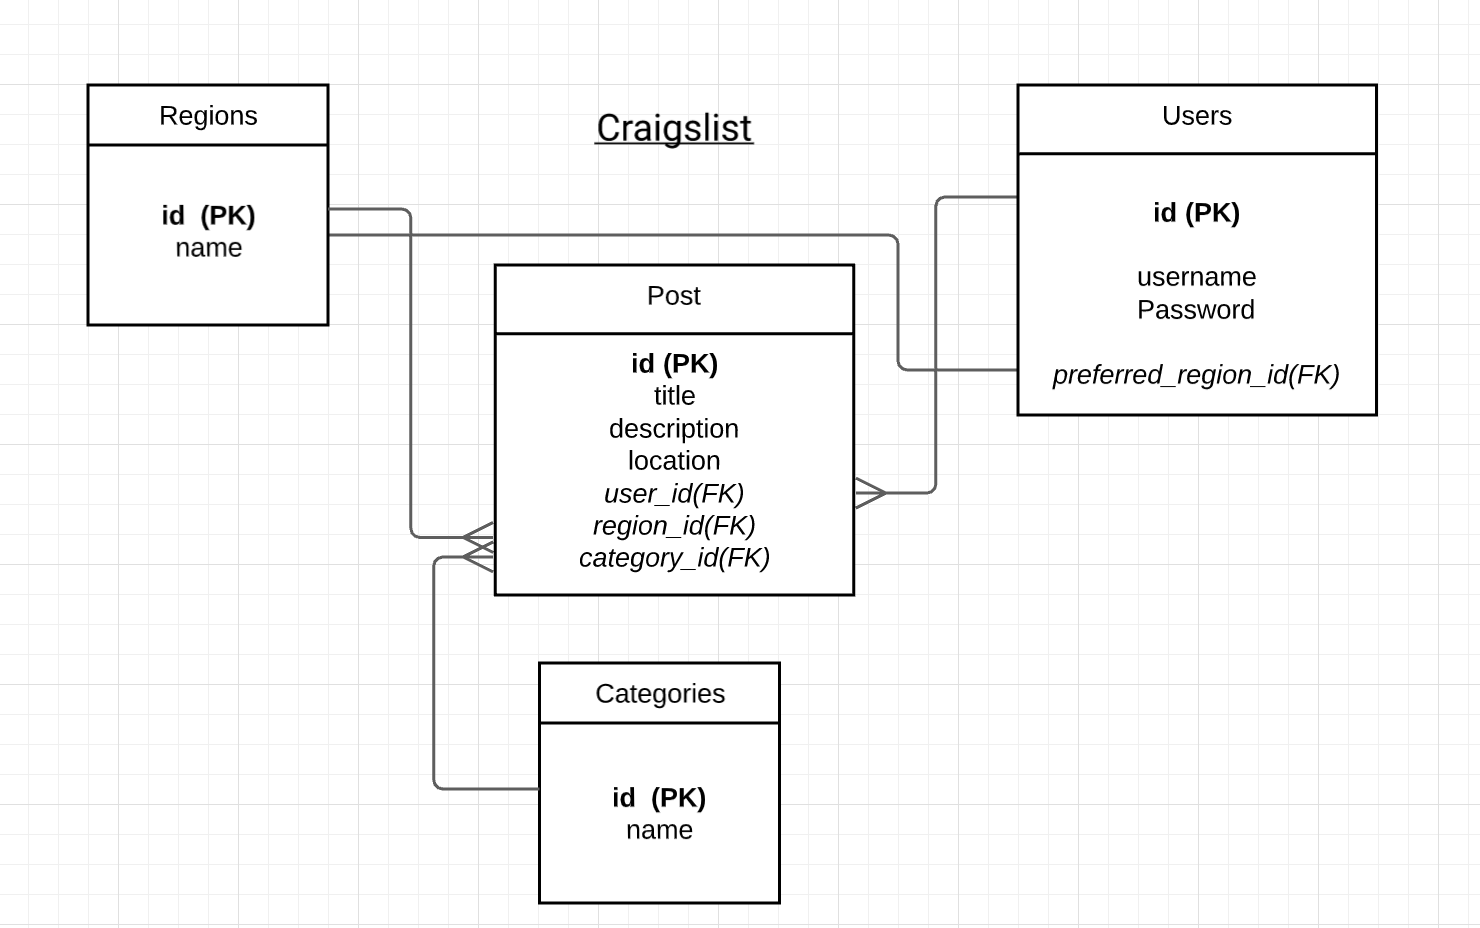 Craigslist
Regions
id (PK)
name
Users
id (PK)
username
Password
preferred_region_id(FK)
Post
id (PK)
title
description
location
user_id(FK)
region_id(FK)
category_id(FK)
Categories
id (PK)
name